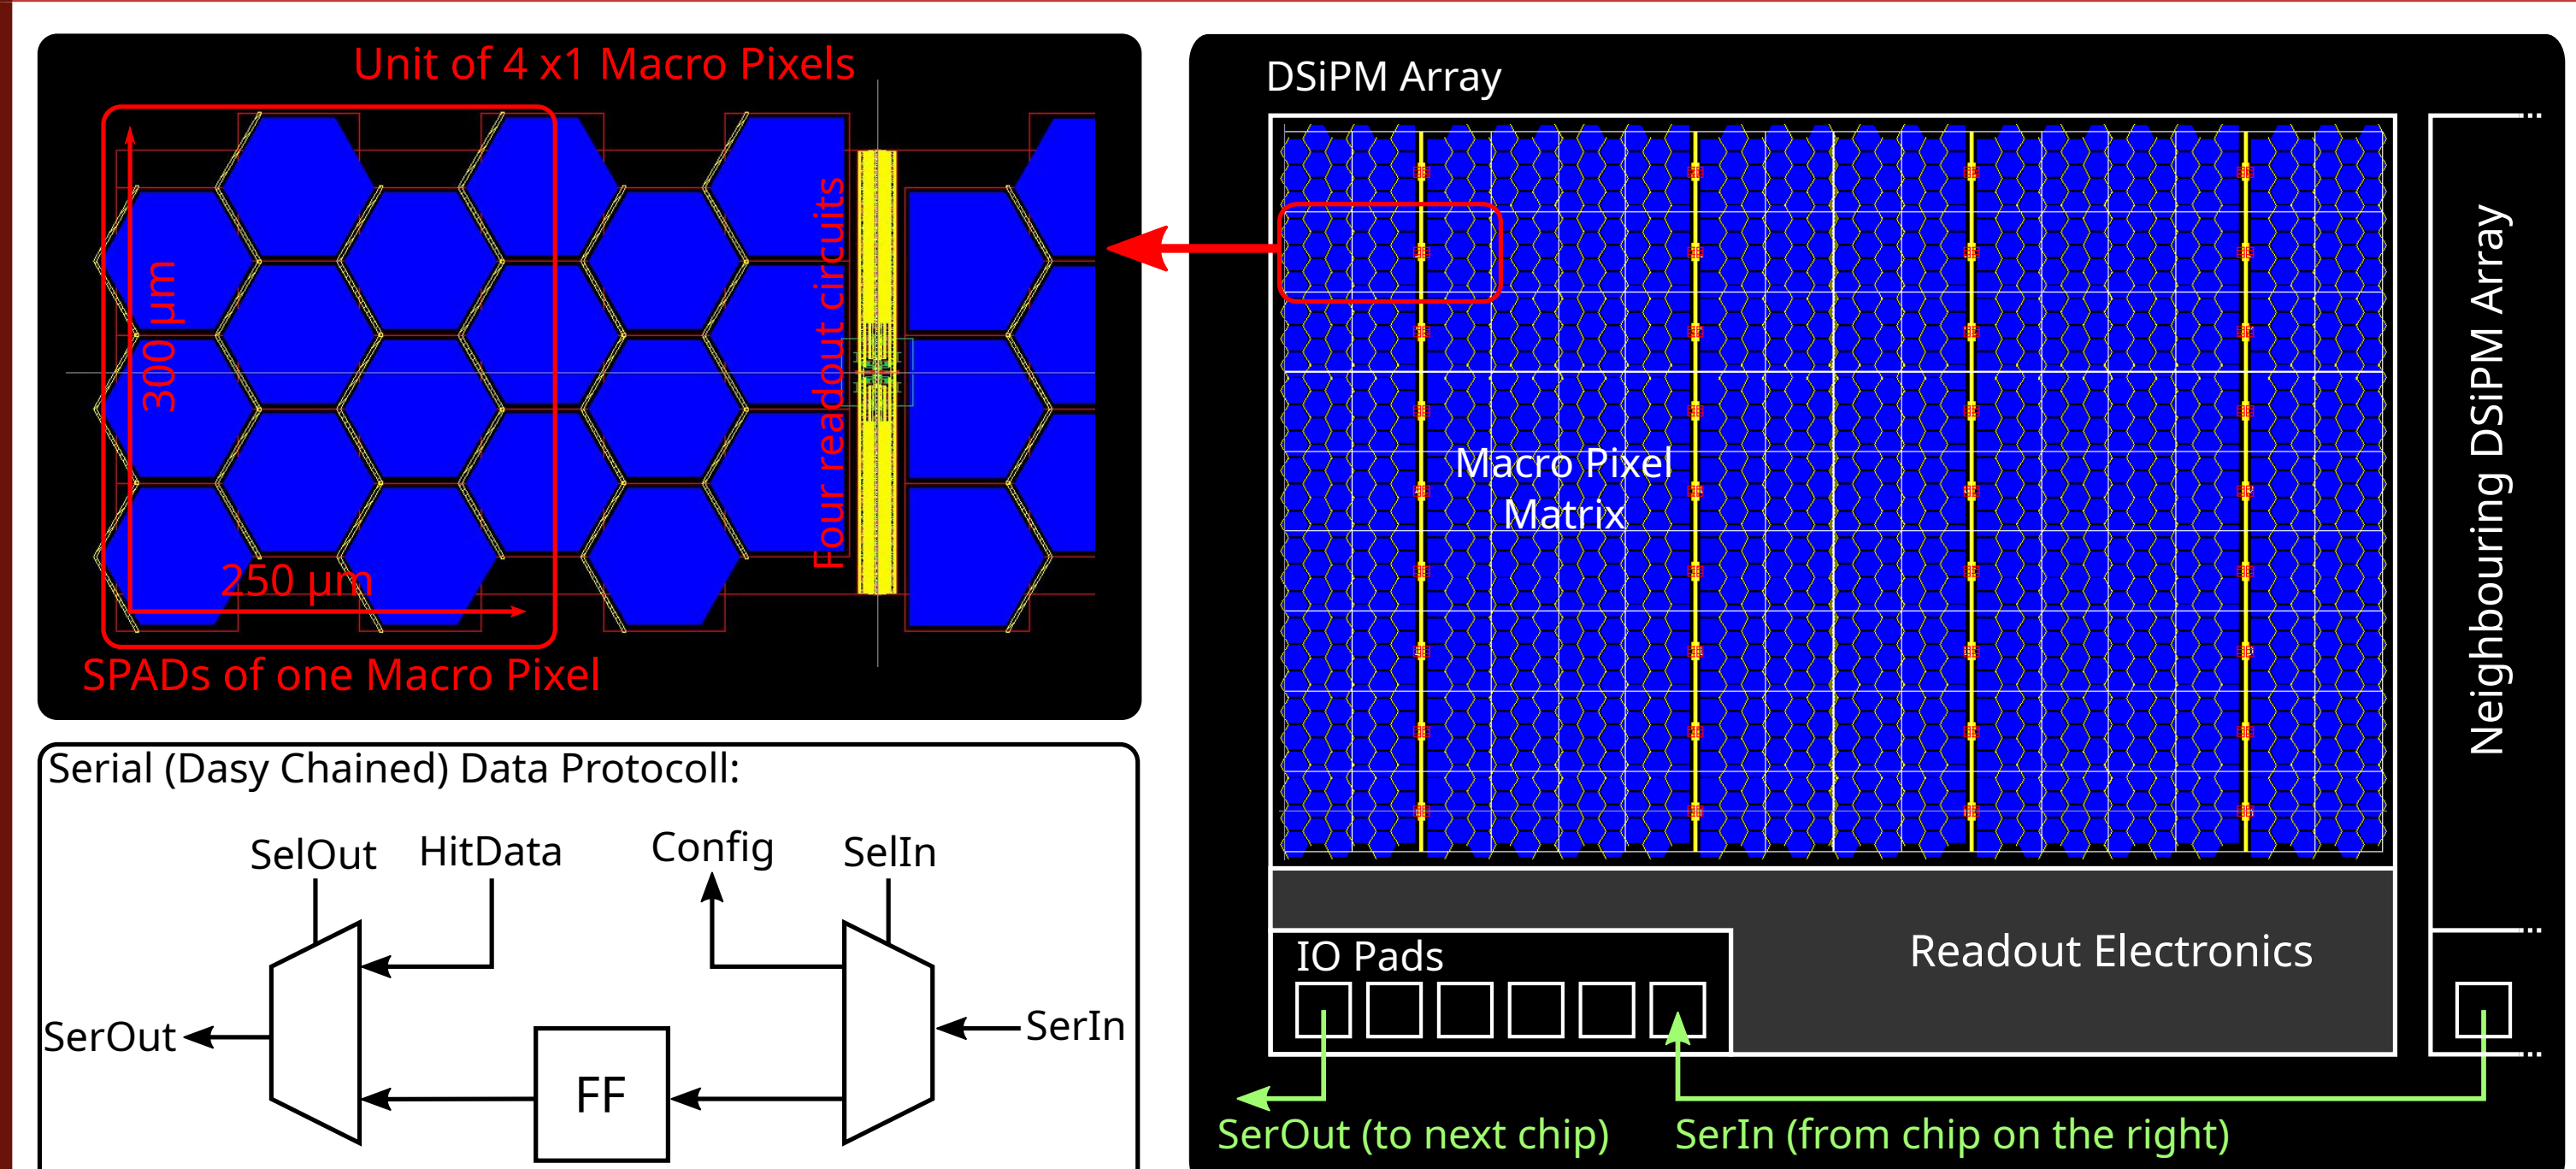 Unit of 4 x1 Macro Pixels
300 µm
250 µm
Four readout circuits
SPADs of one Macro Pixel
DSiPM Array
Macro Pixel
Matrix
Neighbouring DSiPM Array
IO Pads
Readout Electronics
SerOut (to next chip)
SerIn (from chip on the right)
Serial (Dasy Chained) Data Protocoll:
SelOut
HitData
Config
SelIn
SerOut
SerIn
FF